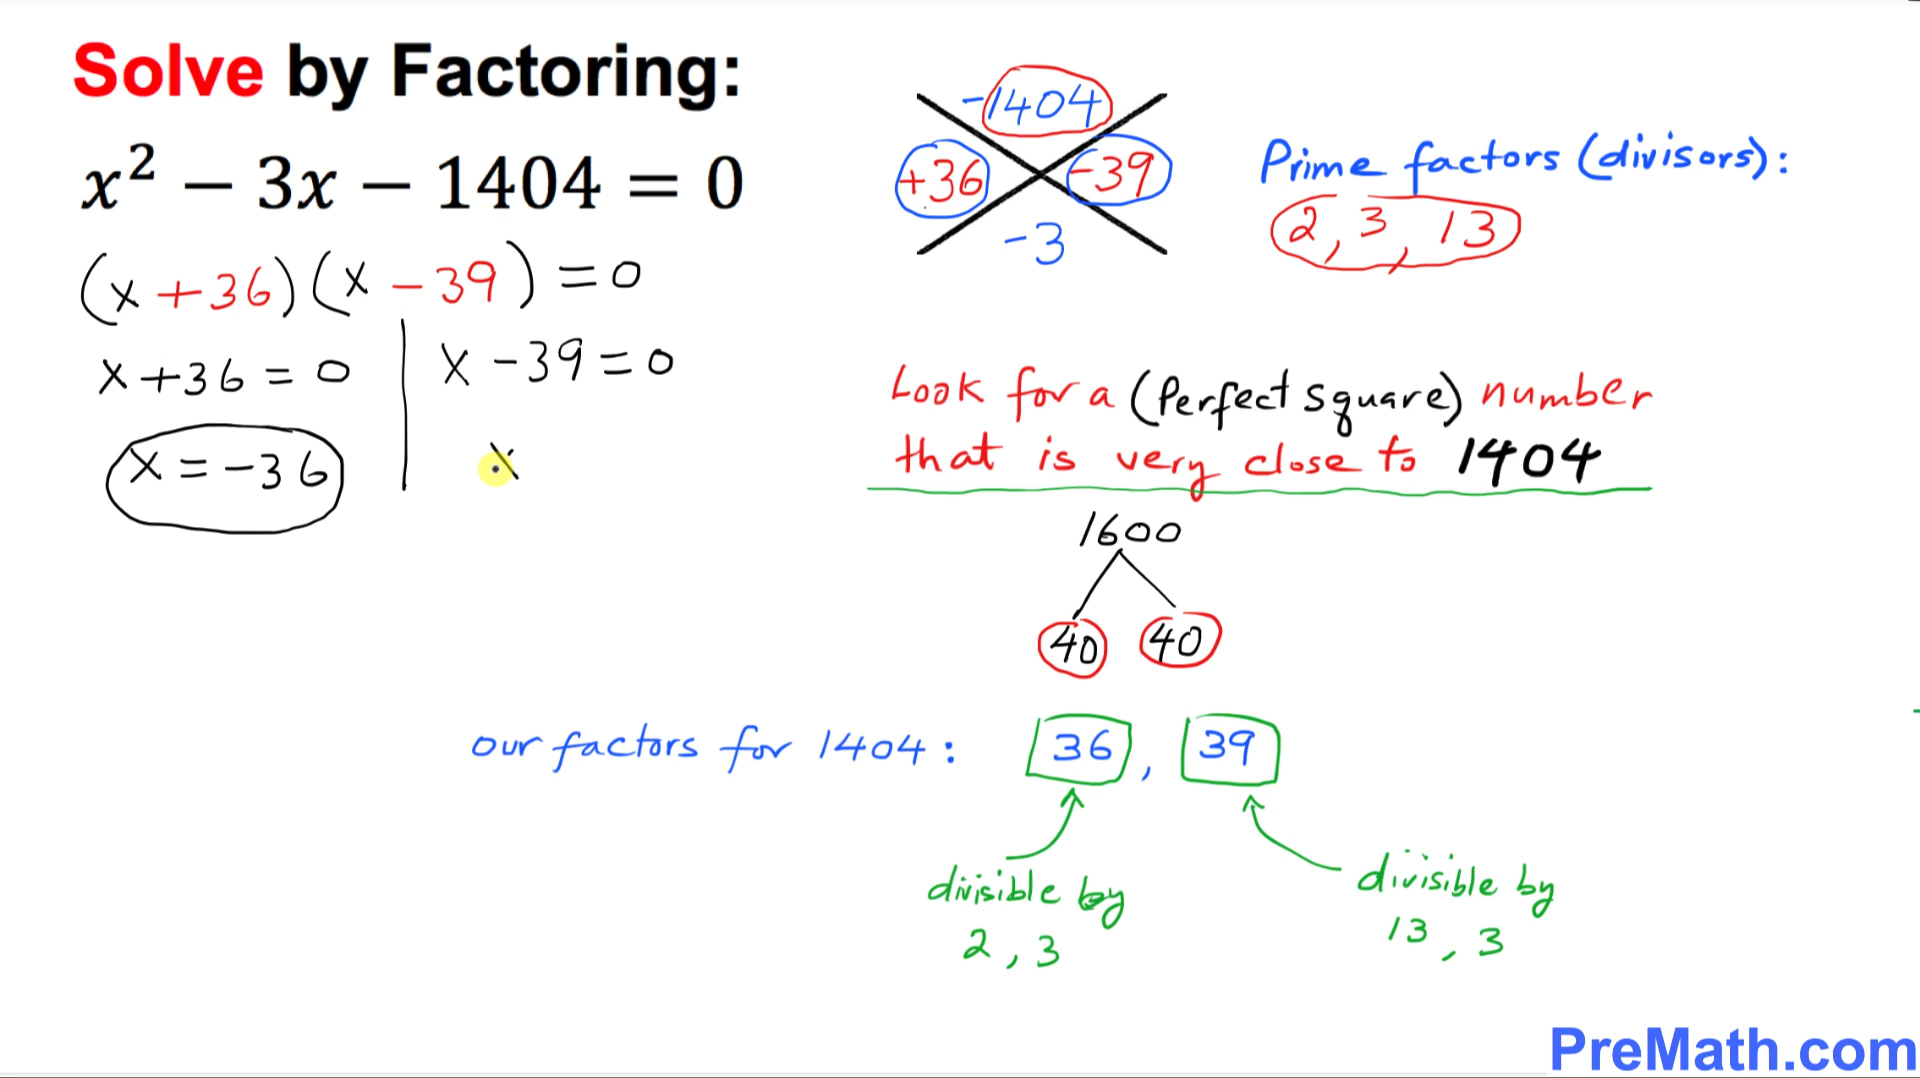 Solve by Factoring:
x² − 3x − 1404 = 0
(x +36)(x − 39) = 0
x +36 = 0
x = −36
x − 39 = 0
x
−1404
+36
−39
−3
Prime factors (divisors):
2, 3, 13
Look for a (Perfect square) number
that is very close to 1404
1600
40 40
our factors for 1404: 36, 39
divisible by
2, 3
divisible by
13, 3
PreMath.com